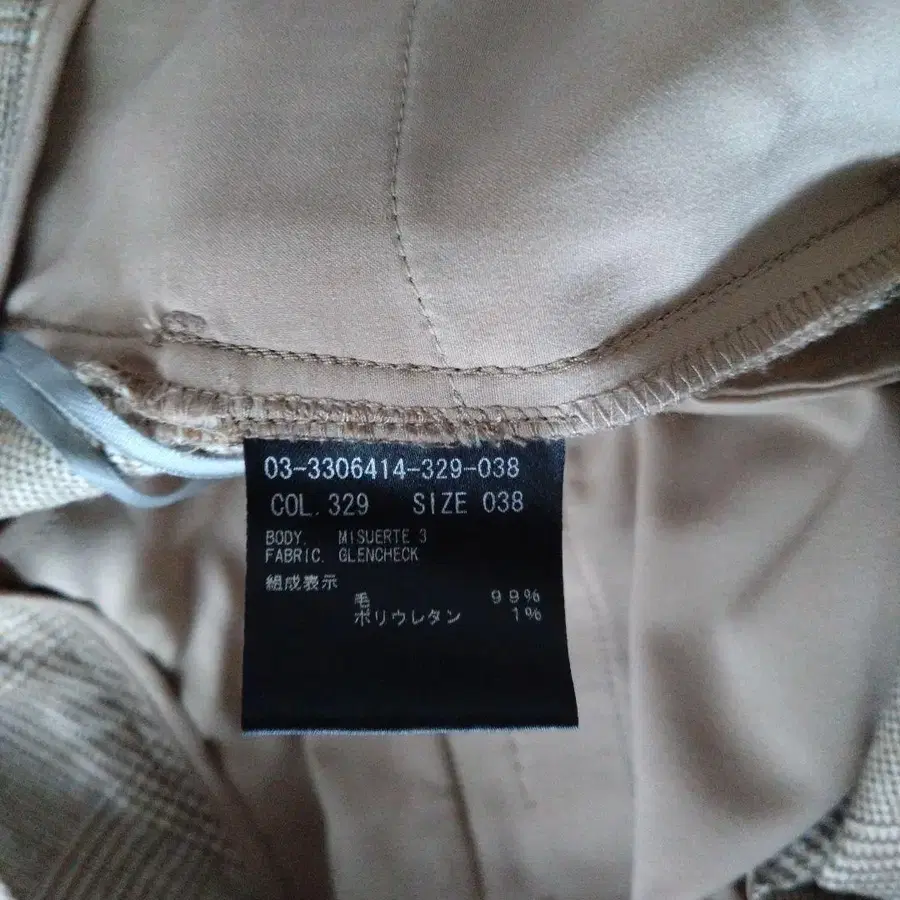 03-3306414-329-038
COL. 329 SIZE 038
BODY. MISUERTE 3
FABRIC. GLENCHECK
組成表示
毛 99%
ポリウレタン 1%